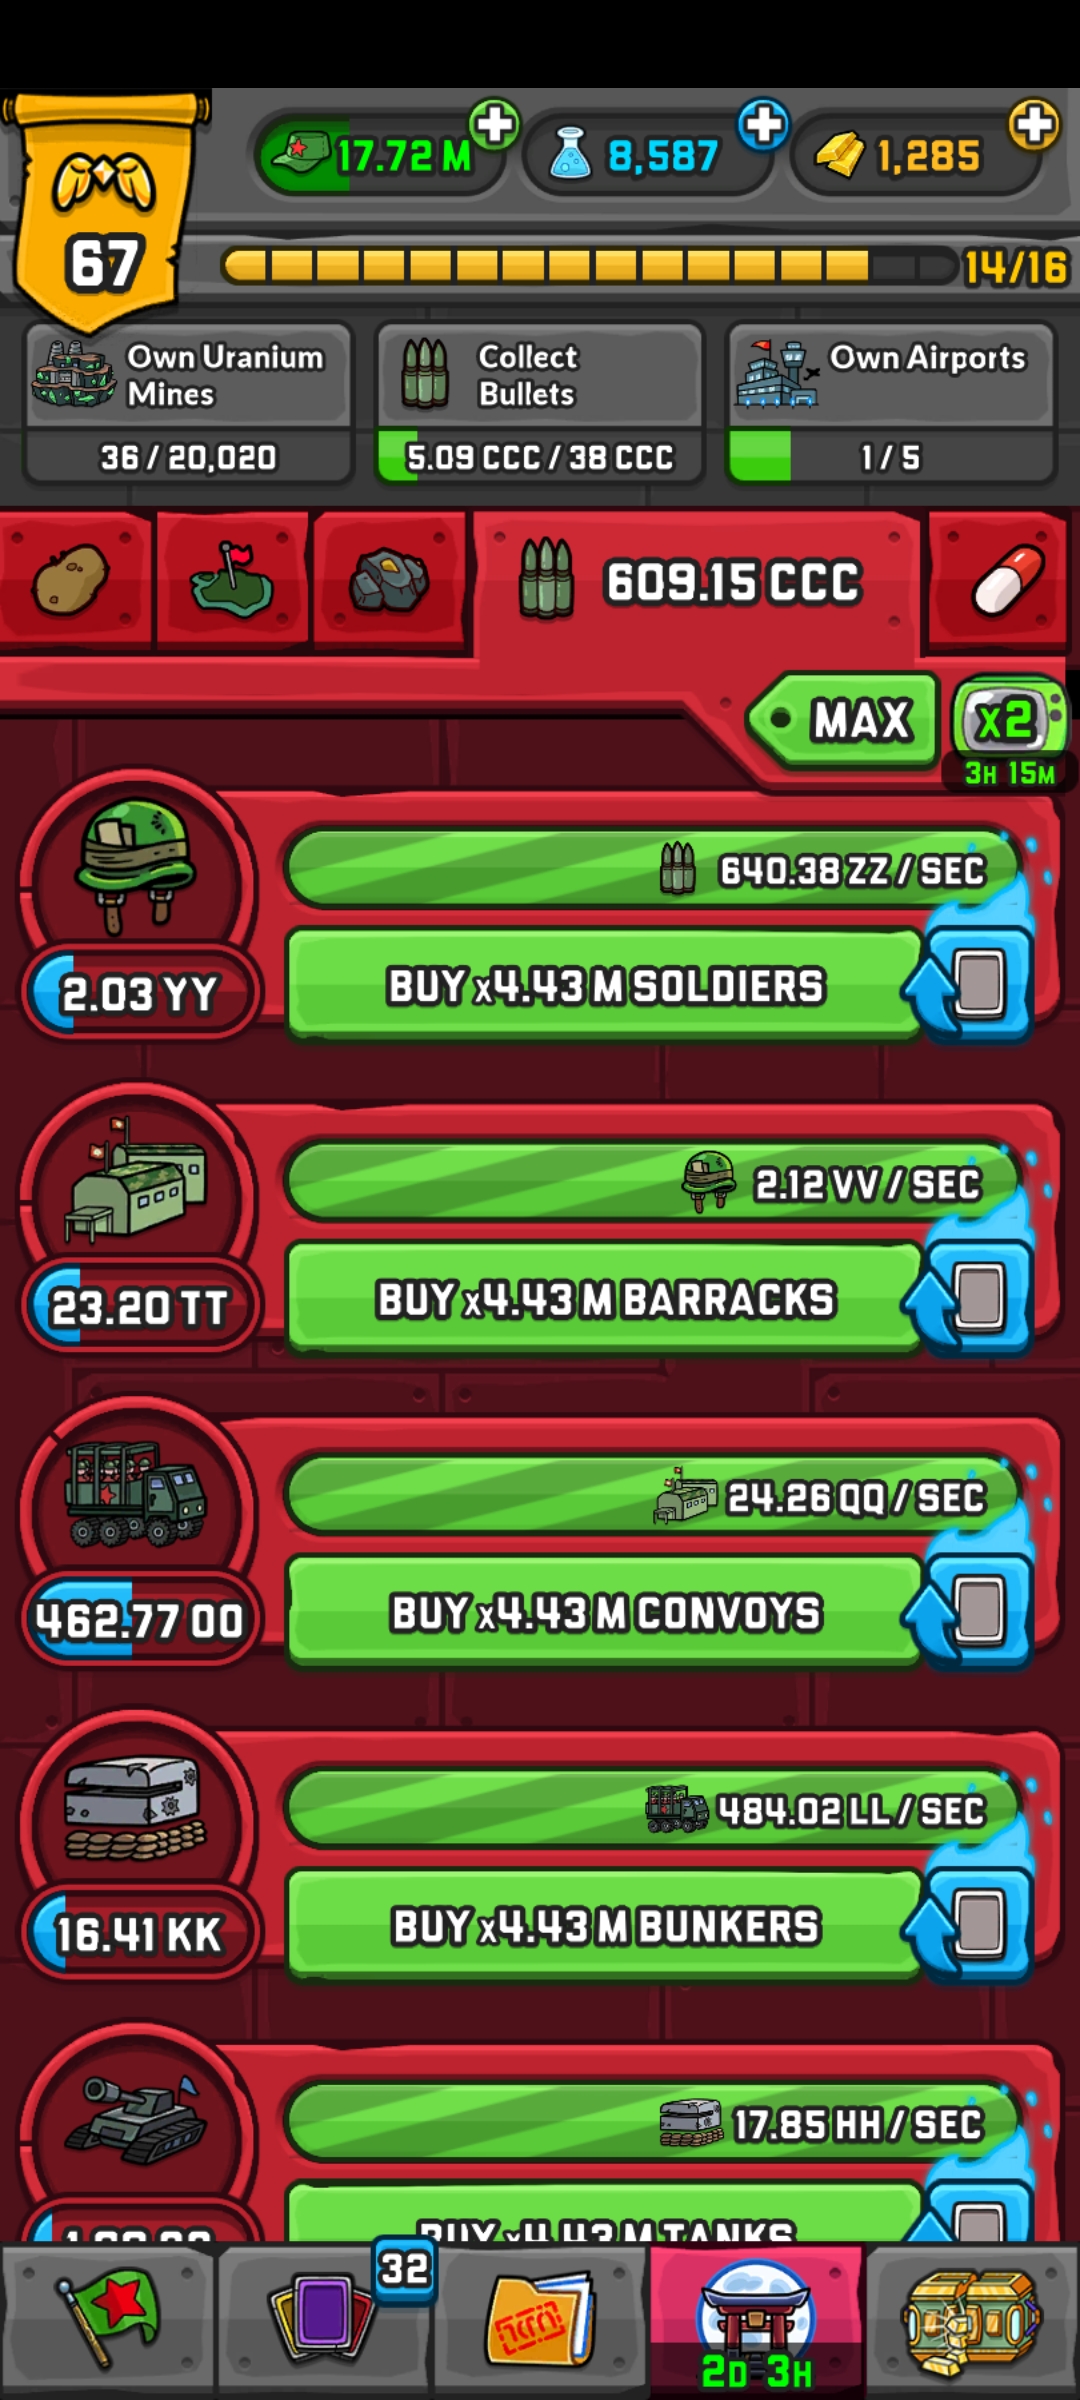 17.72 M
8,587
1,285
67
14/16
Own Uranium
Mines
36 / 20,020
Collect
Bullets
5.09 CCC / 38 CCC
Own Airports
1 / 5
609.15 CCC
MAX
X2
3H 15M
640.38 ZZ / SEC
2.03 YY
BUY x4.43 M SOLDIERS
2.12 VV / SEC
23.20 TT
BUY x4.43 M BARRACKS
24.26 QQ / SEC
462.77 OO
BUY x4.43 M CONVOYS
484.02 LL / SEC
16.41 KK
BUY x4.43 M BUNKERS
17.85 HH / SEC
BUY x4.43 M TANKS
32
2D 3H